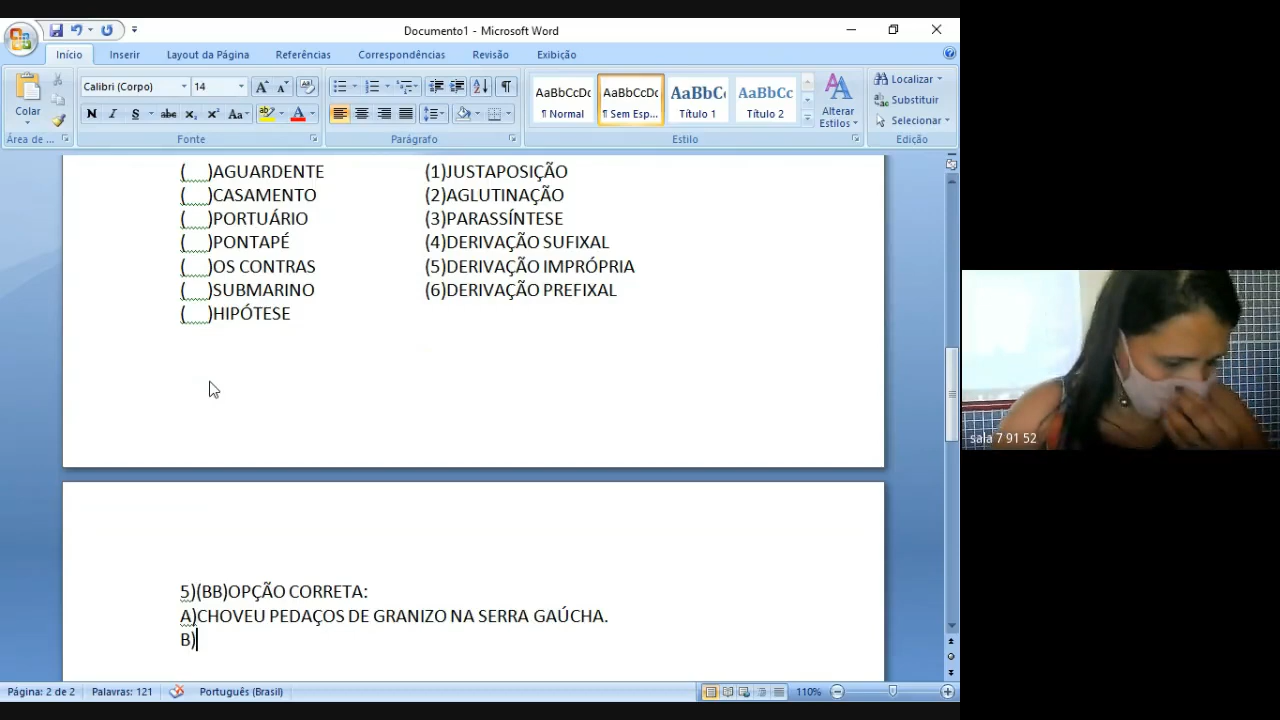 Documento1 - Microsoft Word
Início Inserir Layout da Página Referências Correspondências Revisão Exibição
Calibri (Corpo) 14 AaBbCcDc AaBbCcDc AaBbC AaBbCc Localizar
Colar N I S abc x₂ x² Aa ¶ Normal ¶ Sem Esp... Título 1 Título 2 Alterar Estilos Substituir
Selecionar
Área de... Fonte Parágrafo Estilo Edição
(___)AGUARDENTE (1)JUSTAPOSIÇÃO
(___)CASAMENTO (2)AGLUTINAÇÃO
(___)PORTUÁRIO (3)PARASSÍNTESE
(___)PONTAPÉ (4)DERIVAÇÃO SUFIXAL
(___)OS CONTRAS (5)DERIVAÇÃO IMPRÓPRIA
(___)SUBMARINO (6)DERIVAÇÃO PREFIXAL
(___)HIPÓTESE
sala 7 91 52
5)(BB)OPÇÃO CORRETA:
A)CHOVEU PEDAÇOS DE GRANIZO NA SERRA GAÚCHA.
B)
Página: 2 de 2 Palavras: 121 Português (Brasil) 110%